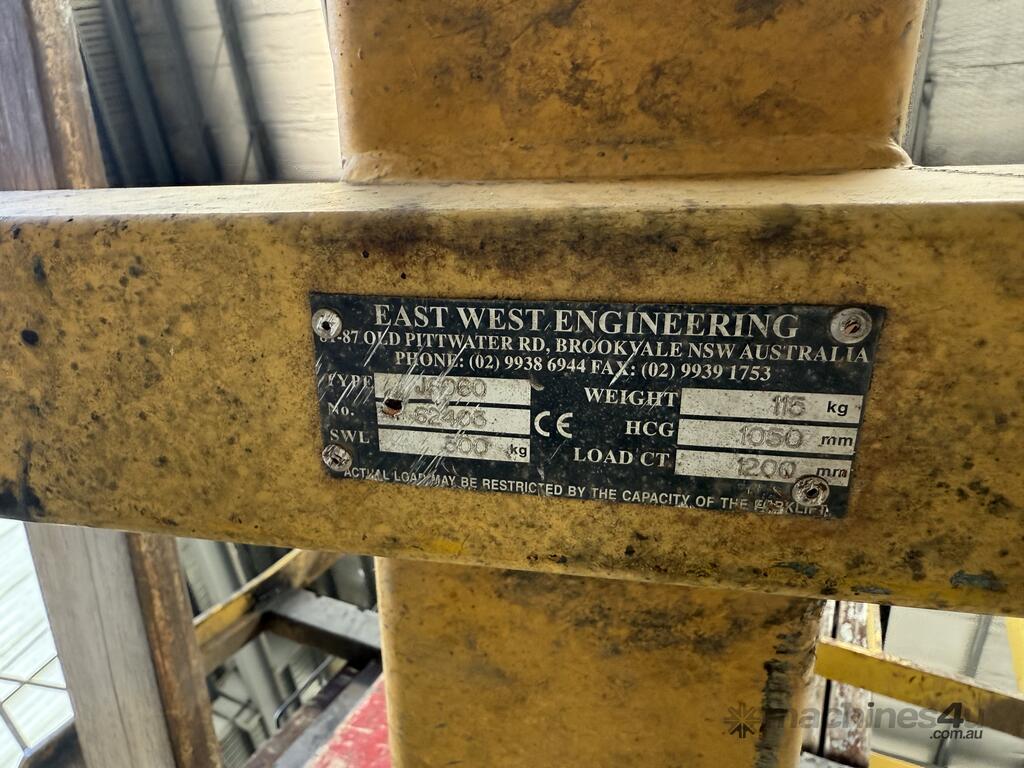 EAST WEST ENGINEERING
81-87 OLD PITTWATER RD, BROOKVALE NSW AUSTRALIA
PHONE: (02) 9938 6944 FAX: (02) 9939 1753
TYPE
WEIGHT 115 kg
No. 62406
CE
HCG 1050 mm
SWL 500 kg
LOAD CT 1200 mm
ACTUAL LOAD MAY BE RESTRICTED BY THE CAPACITY OF THE FORKLIFT.
machines4u
.com.au